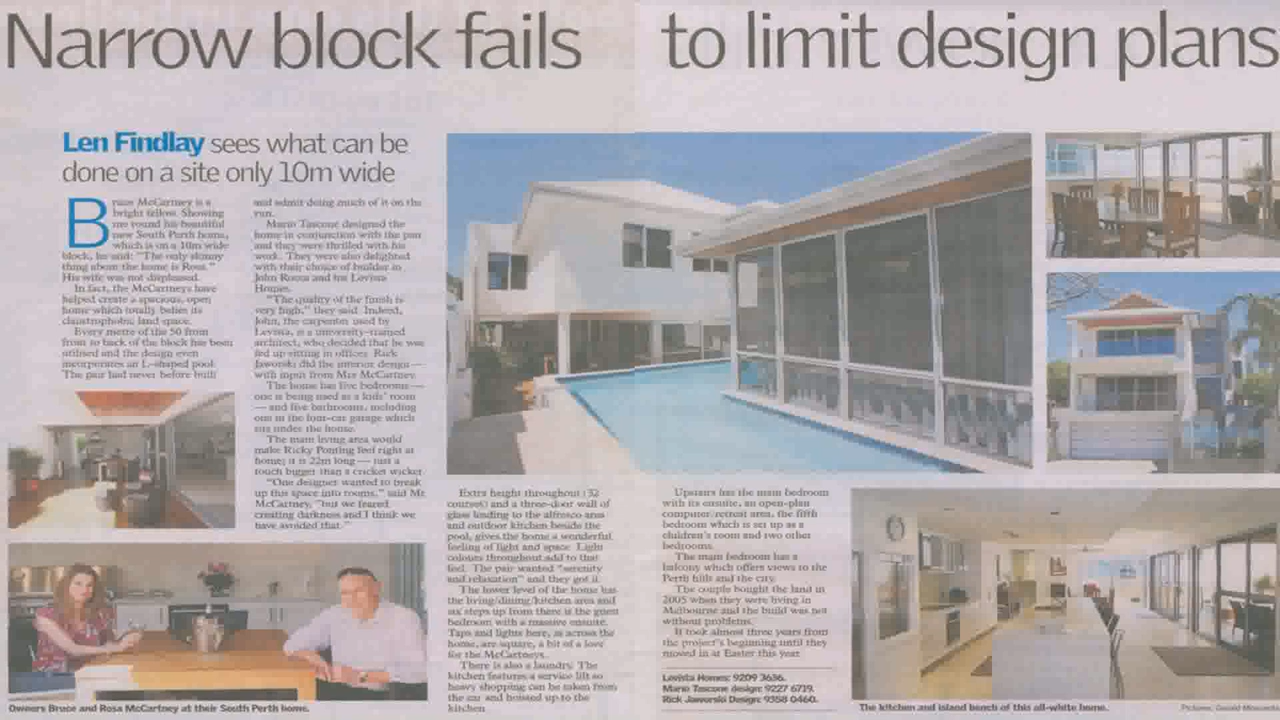 Narrow block fails to limit design plans
Len Findlay sees what can be
done on a site only 10m wide
Bruce McCartney is a
bright fellow. Showing
me round his beautiful
new South Perth home,
which is on a 10m wide
block, he said: "The only skinny
thing about the home is Rosa."
His wife was not displeased.
In fact, the McCartneys have
helped create a spacious, open
home which totally belies its
claustrophobic land space.
Every metre of the 50 from
front to back of the block has been
utilised and the design even
incorporates an L-shaped pool.
The pair had never before built
and admit doing much of it on the
run.
Mario Tascone designed the
home in conjunction with the pair
and they were thrilled with his
work. They were also delighted
with their choice of builder in
John Rocca and his Lovista
Homes.
"The quality of the finish is
very high," they said. Indeed,
John, the carpenter used by
Lovista, is a university-trained
architect, who decided that he was
fed up sitting in offices. Rick
Jaworski did the interior design —
with input from Mrs McCartney.
The home has five bedrooms —
one is being used as a kids' room
— and five bathrooms, including
one in the four-car garage which
sits under the house.
The main living area would
make Ricky Ponting feel right at
home; it is 22m long — just a
touch bigger than a cricket wicket.
"One designer wanted to break
up this space into rooms," said Mr
McCartney, "but we feared
creating darkness and I think we
have avoided that."
Extra height throughout (32
courses) and a three-door wall of
glass leading to the alfresco area
and outdoor kitchen beside the
pool, gives the home a wonderful
feeling of light and space. Light
colours throughout add to that
feel. The pair wanted "serenity
and relaxation" and they got it.
The lower level of the home has
the living/dining/kitchen area and
six steps up from there is the guest
bedroom with a massive ensuite.
Taps and lights here, as across the
home, are square, a bit of a love
for the McCartneys.
There is also a laundry. The
kitchen features a service lift so
heavy shopping can be taken from
the car and hoisted up to the
kitchen.
Upstairs has the main bedroom
with its ensuite, an open-plan
computer/retreat area, the fifth
bedroom which is set up as a
children's room and two other
bedrooms.
The main bedroom has a
balcony which offers views to the
Perth hills and the city.
The couple bought the land in
2005 when they were living in
Melbourne and the build was not
without problems.
It took almost three years from
the project's beginning until they
moved in at Easter this year.
Lovista Homes: 9209 3636.
Mario Tascone design: 9227 6719.
Rick Jaworski Design: 9358 0460.
Owners Bruce and Rosa McCartney at their South Perth home.
The kitchen and island bench of this all-white home.
Pictures: Gerald